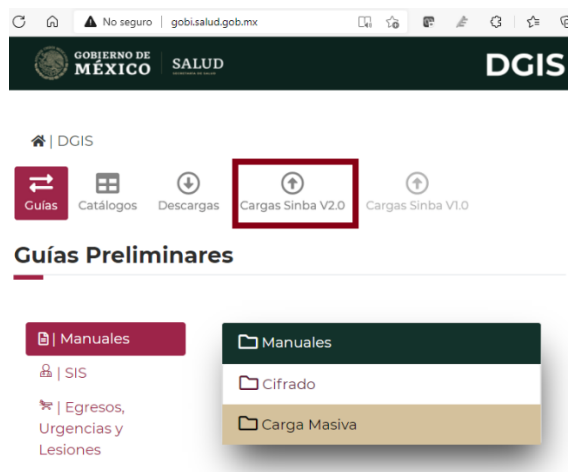 No seguro | gobi.salud.gob.mx
GOBIERNO DE
MÉXICO
SALUD
DGIS
| DGIS
Guías
Catálogos
Descargas
Cargas Sinba V2.0
Cargas Sinba V1.0
Guías Preliminares
| Manuales
| SIS
| Egresos,
Urgencias y
Lesiones
Manuales
Cifrado
Carga Masiva